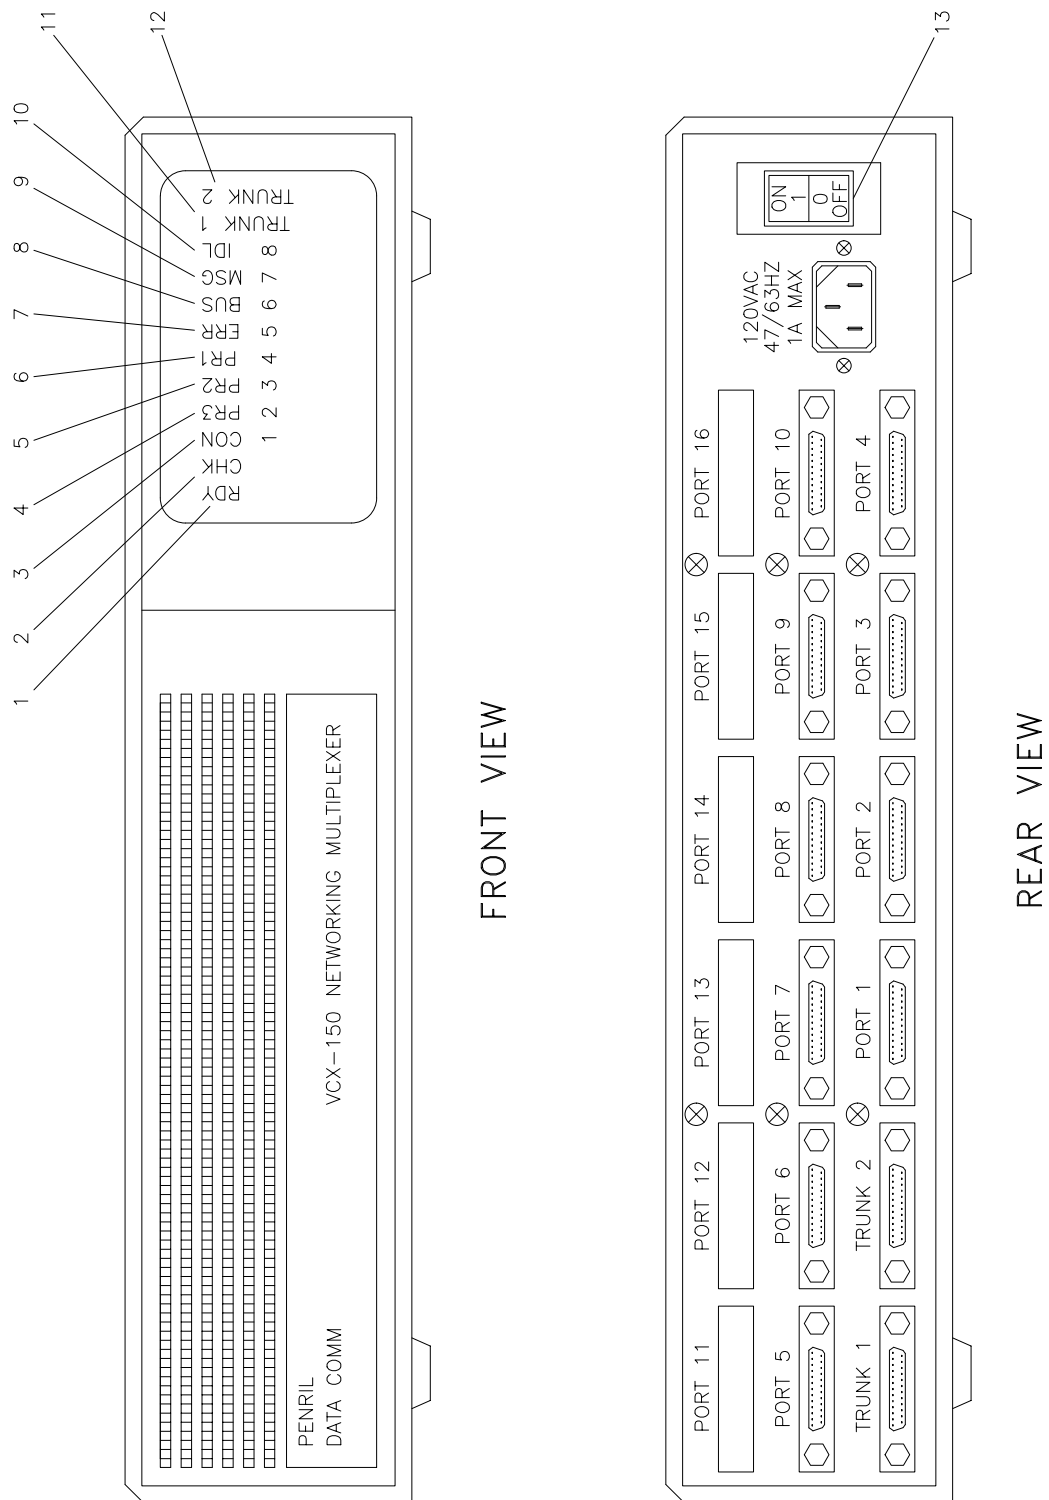 1 2 3 4 5 6 7 8 9 10 11 12
RDY CHK CON PR3 PR2 PR1 ERR BUS MSG IDL TRUNK 1 TRUNK 2
1 2 3 4 5 6 7 8
PENRIL
DATA COMM
VCX-150 NETWORKING MULTIPLEXER
FRONT VIEW
PORT 11 PORT 12 PORT 13 PORT 14 PORT 15 PORT 16
PORT 5 PORT 6 PORT 7 PORT 8 PORT 9 PORT 10
TRUNK 1 TRUNK 2 PORT 1 PORT 2 PORT 3 PORT 4
120VAC
47/63HZ
1A MAX
ON
1
0
OFF
13
REAR VIEW